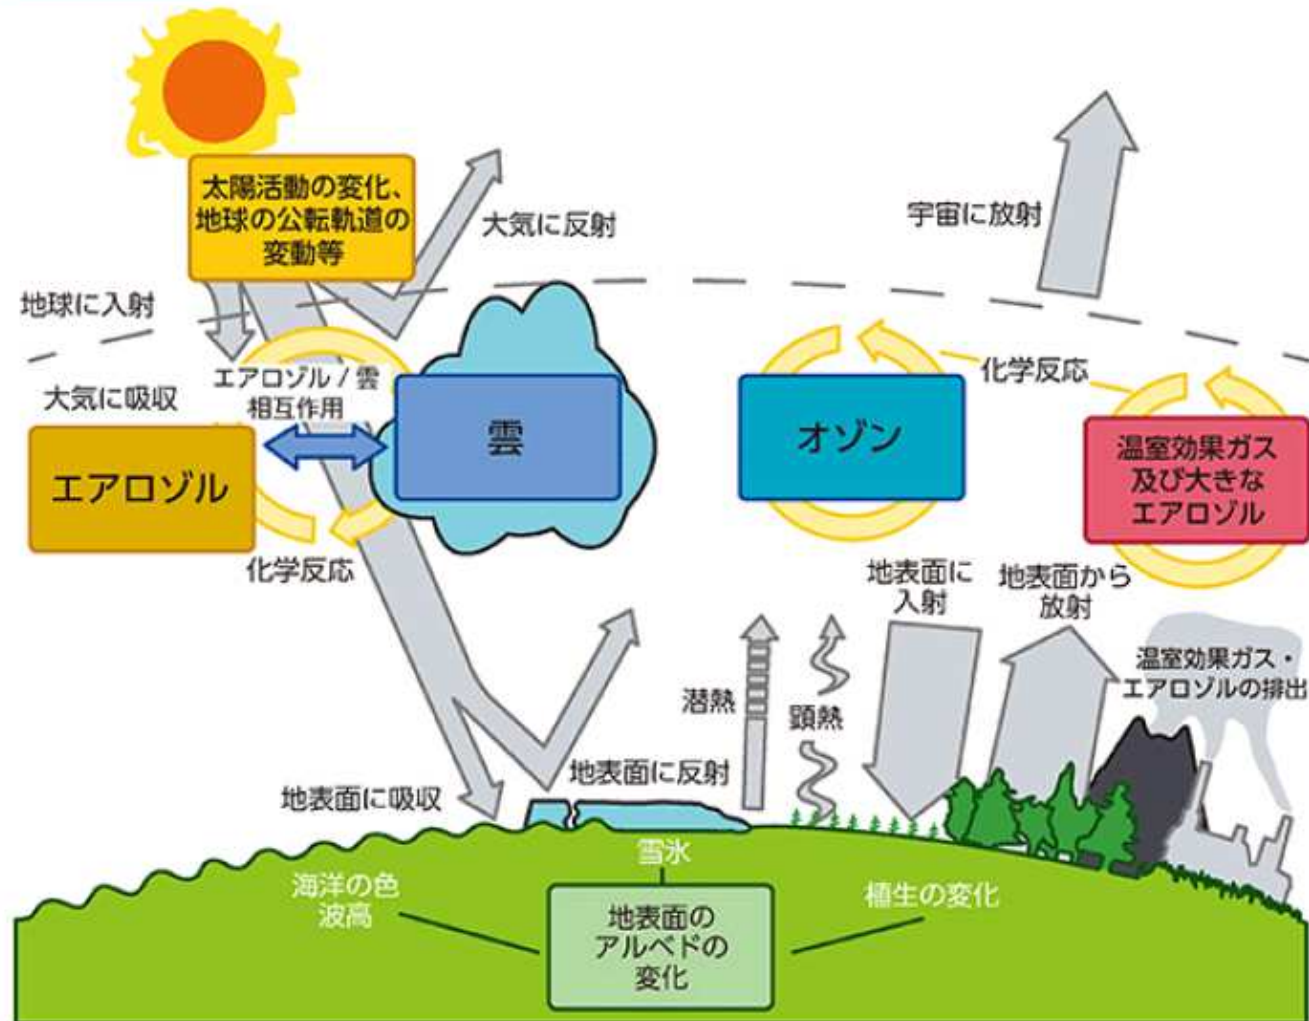 太陽活動の変化、
地球の公転軌道の
変動等
大気に反射
宇宙に放射
地球に入射
大気に吸収
エアロゾル / 雲
相互作用
化学反応
エアロゾル
雲
オゾン
温室効果ガス
及び大きな
エアロゾル
化学反応
地表面に
入射
地表面から
放射
温室効果ガス・
エアロゾルの排出
潜熱
顕熱
地表面に反射
地表面に吸収
雪氷
海洋の色
波高
植生の変化
地表面の
アルベドの
変化